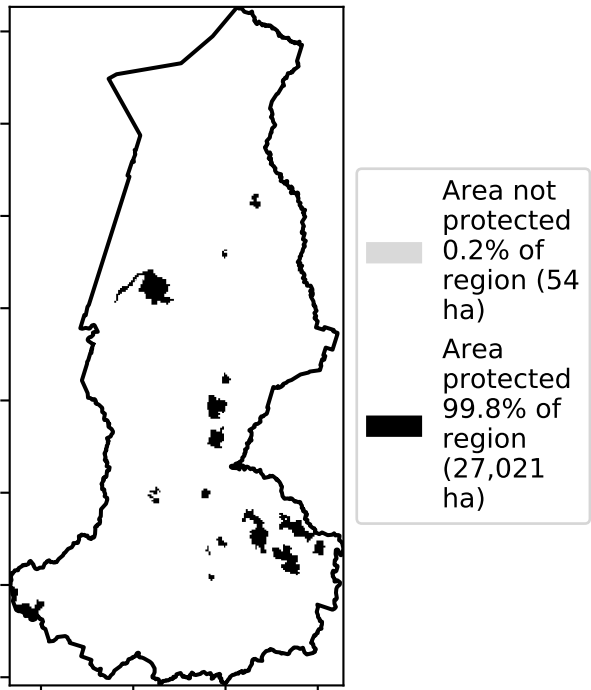 Area not
protected
0.2% of
region (54
ha)
Area
protected
99.8% of
region
(27,021
ha)